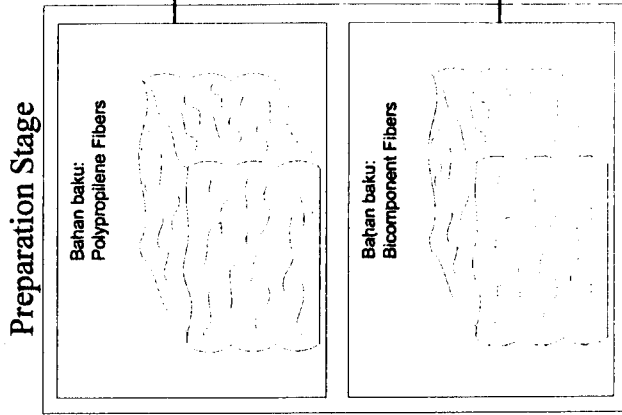 Preparation Stage
Bahan baku:
Polypropilene Fibers
Bahan baku:
Bicomponent Fibers